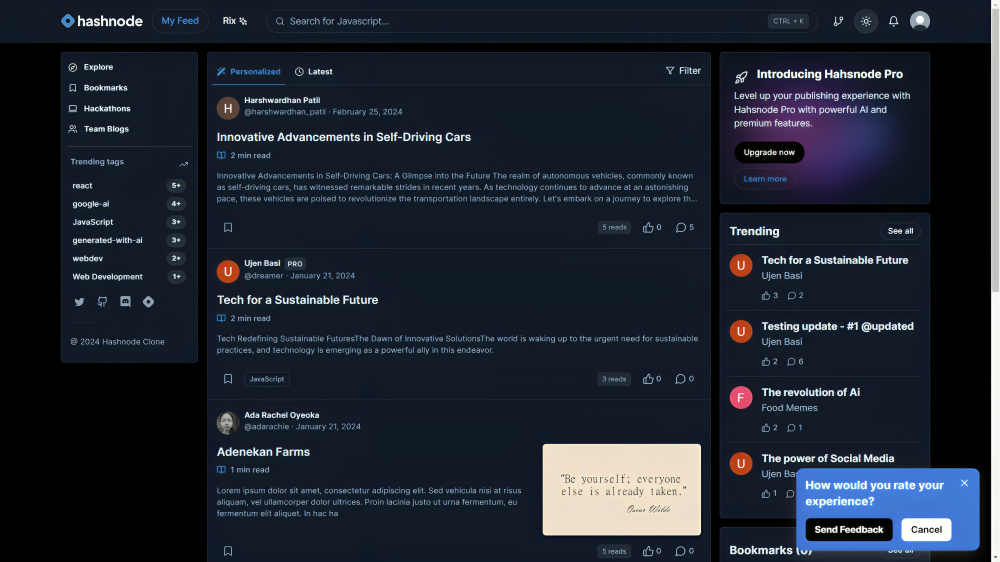 hashnode
My Feed
Rix
Search for Javascript...
CTRL + K
Explore
Bookmarks
Hackathons
Team Blogs
Trending tags
react 5+
google-ai 4+
JavaScript 3+
generated-with-ai 3+
webdev 2+
Web Development 1+
@ 2024 Hashnode Clone
Personalized
Latest
Filter
H
Harshwardhan Patil
@harshwardhan_patil · February 25, 2024
Innovative Advancements in Self-Driving Cars
2 min read
Innovative Advancements in Self-Driving Cars: A Glimpse into the Future The realm of autonomous vehicles, commonly known
as self-driving cars, has witnessed remarkable strides in recent years. As technology continues to advance at an astonishing
pace, these vehicles are poised to revolutionize the transportation landscape entirely. Let's embark on a journey to explore th...
5 reads 0 5
U
Ujen Basi PRO
@dreamer · January 21, 2024
Tech for a Sustainable Future
2 min read
Tech Redefining Sustainable FuturesThe Dawn of Innovative SolutionsThe world is waking up to the urgent need for sustainable
practices, and technology is emerging as a powerful ally in this endeavor.
JavaScript 3 reads 0 0
Ada Rachel Oyeoka
@adarachie · January 21, 2024
Adenekan Farms
1 min read
Lorem ipsum dolor sit amet, consectetur adipiscing elit. Sed vehicula nisi at risus
aliquam, vel ullamcorper dolor ultrices. Proin lacinia justo ut urna fermentum, eu
fermentum elit aliquet. In hac ha
"Be yourself; everyone
else is already taken."
Oscar Wilde
5 reads 0 0
Introducing Hahsnode Pro
Level up your publishing experience with
Hahsnode Pro with powerful AI and
premium features.
Upgrade now
Learn more
Trending
See all
U
Tech for a Sustainable Future
Ujen Basi
3 2
U
Testing update - #1 @updated
Ujen Basi
2 6
F
The revolution of Ai
Food Memes
2 1
U
The power of Social Media
Ujen
1
Bookmarks (0)
See all
How would you rate your
experience?
Send Feedback
Cancel